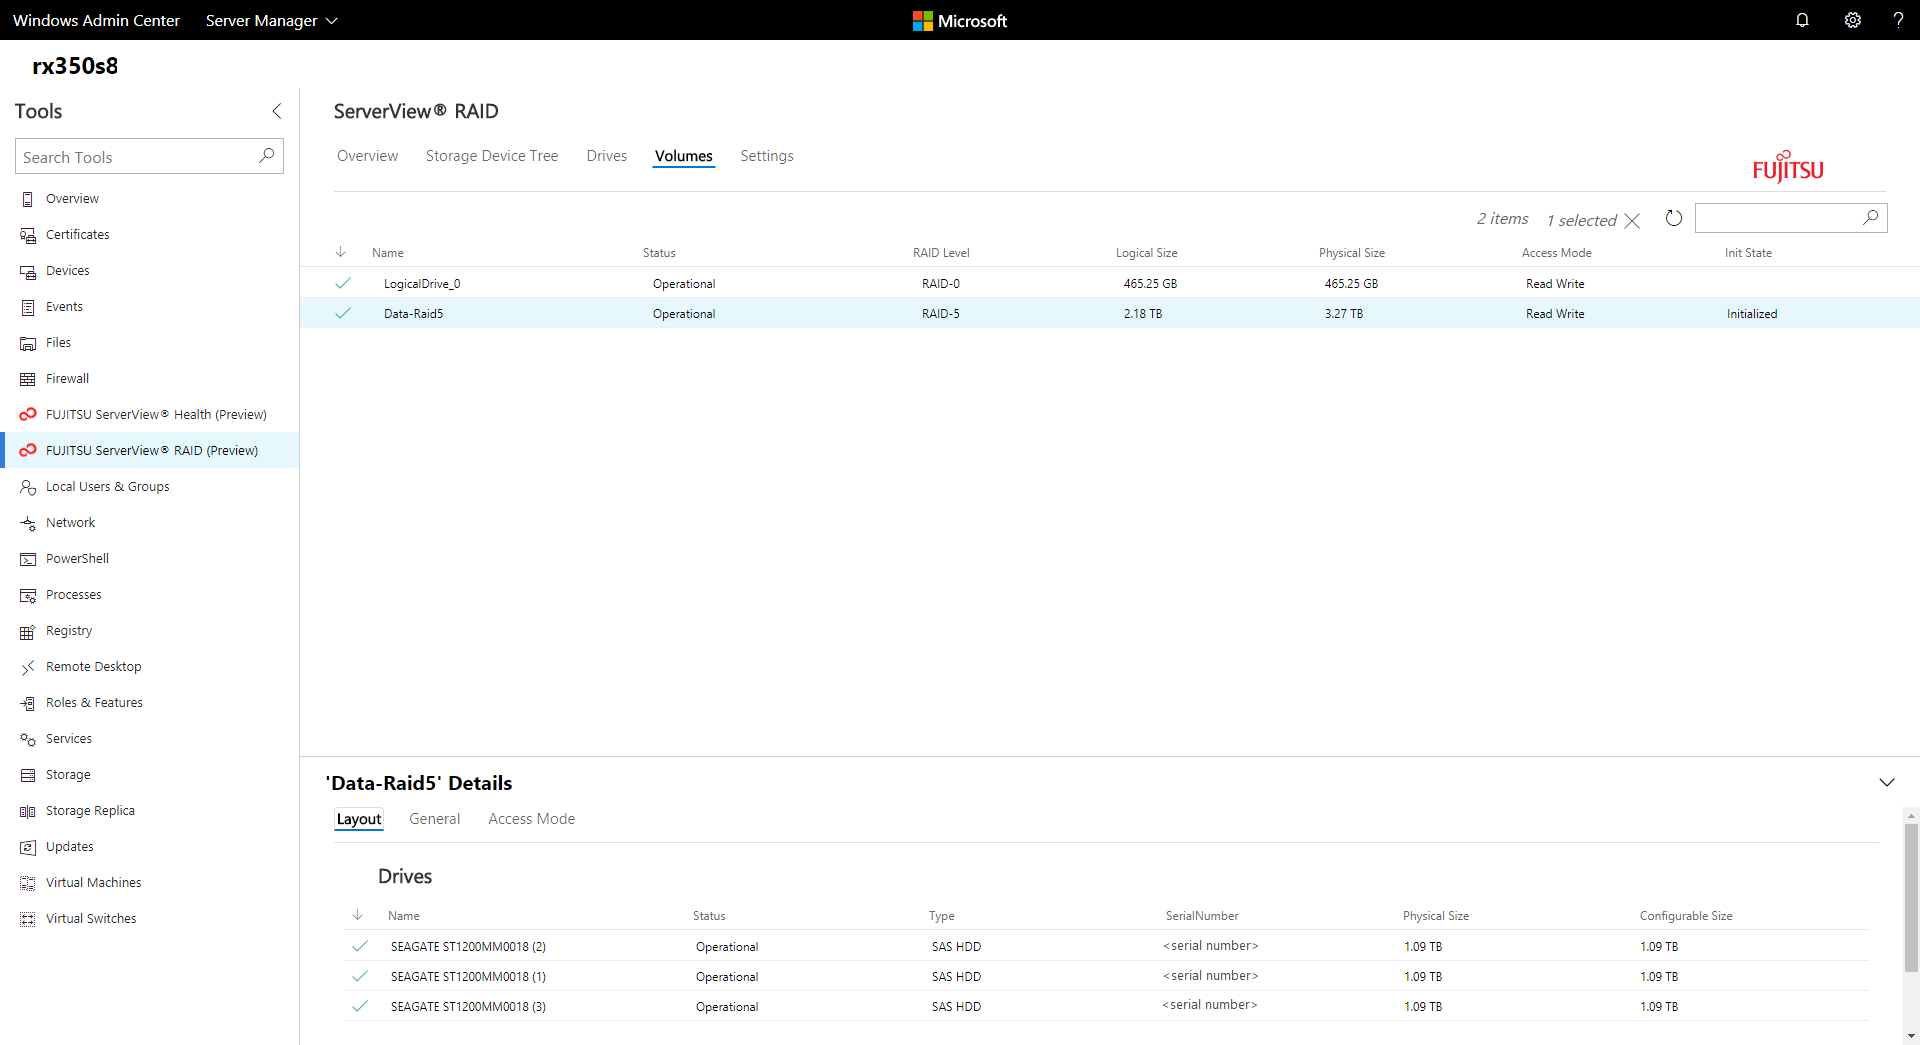 Windows Admin Center Server Manager Microsoft ?
rx350s8
Tools
Search Tools
Overview
Certificates
Devices
Events
Files
Firewall
FUJITSU ServerView® Health (Preview)
FUJITSU ServerView® RAID (Preview)
Local Users & Groups
Network
PowerShell
Processes
Registry
Remote Desktop
Roles & Features
Services
Storage
Storage Replica
Updates
Virtual Machines
Virtual Switches
ServerView® RAID
Overview Storage Device Tree Drives Volumes Settings
FUJITSU
2 items 1 selected
Name Status RAID Level Logical Size Physical Size Access Mode Init State
LogicalDrive_0 Operational RAID-0 465.25 GB 465.25 GB Read Write
Data-Raid5 Operational RAID-5 2.18 TB 3.27 TB Read Write Initialized
'Data-Raid5' Details
Layout General Access Mode
Drives
Name Status Type SerialNumber Physical Size Configurable Size
SEAGATE ST1200MM0018 (2) Operational SAS HDD <serial number> 1.09 TB 1.09 TB
SEAGATE ST1200MM0018 (1) Operational SAS HDD <serial number> 1.09 TB 1.09 TB
SEAGATE ST1200MM0018 (3) Operational SAS HDD <serial number> 1.09 TB 1.09 TB